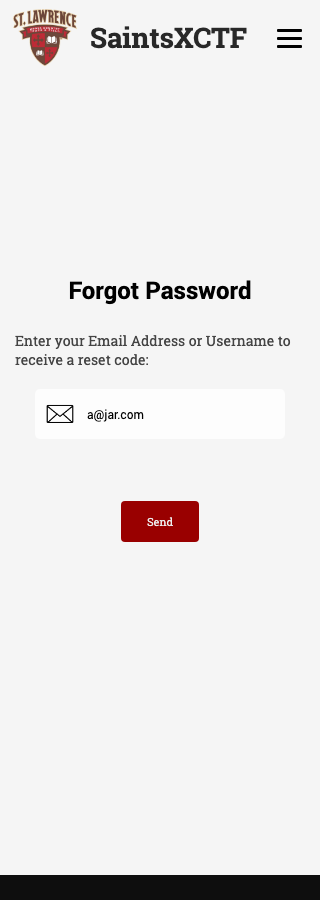 ST. LAWRENCE
SaintsXCTF
Forgot Password
Enter your Email Address or Username to
receive a reset code:
a@jar.com
Send